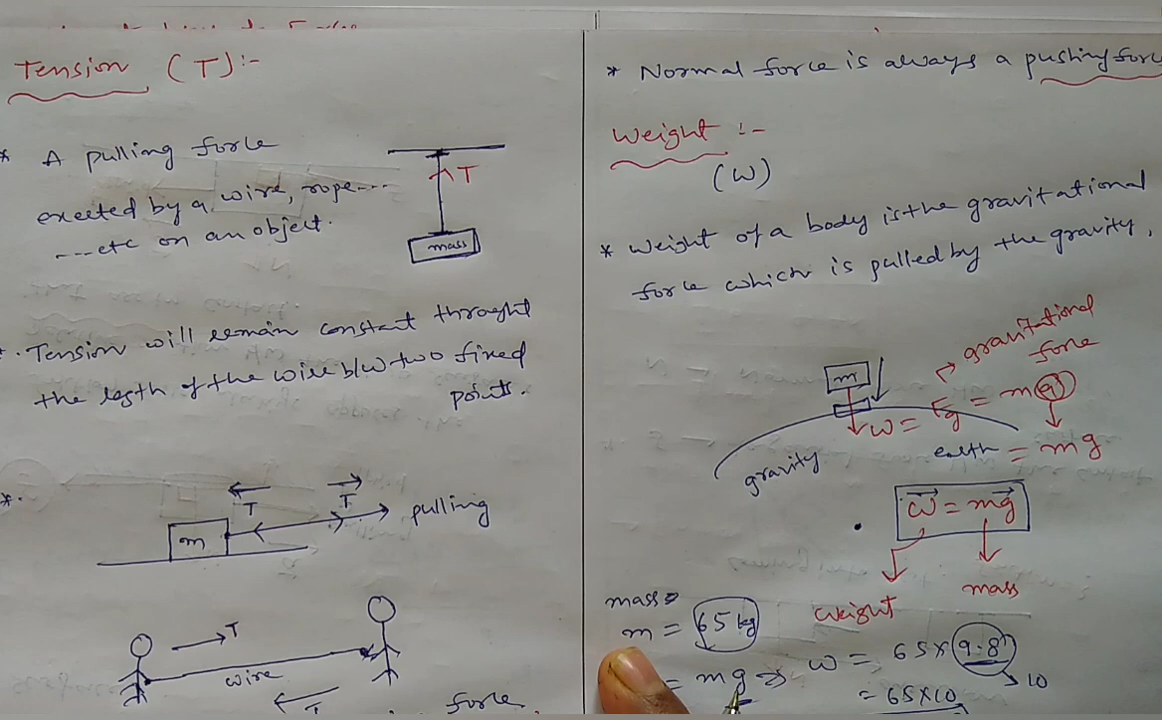 Tension (T):-
* A pulling force
exerted by a wire, rope---
---etc on an object.
T
mass
*. Tension will remain constant throught
the legth of the wire b/w two fixed
points.
*.
T
T
pulling
m
T
wire
T
force.
* Normal force is always a pushing force
Weight :-
(W)
* Weight of a body is the gravitational
force which is pulled by the gravity.
gravitational
force
m
W = Fg = m
earth = mg
gravity
W = mg
weight
mass
mass
m = 65 kg
= mg
W = 65 × 9.8
10
= 65×10